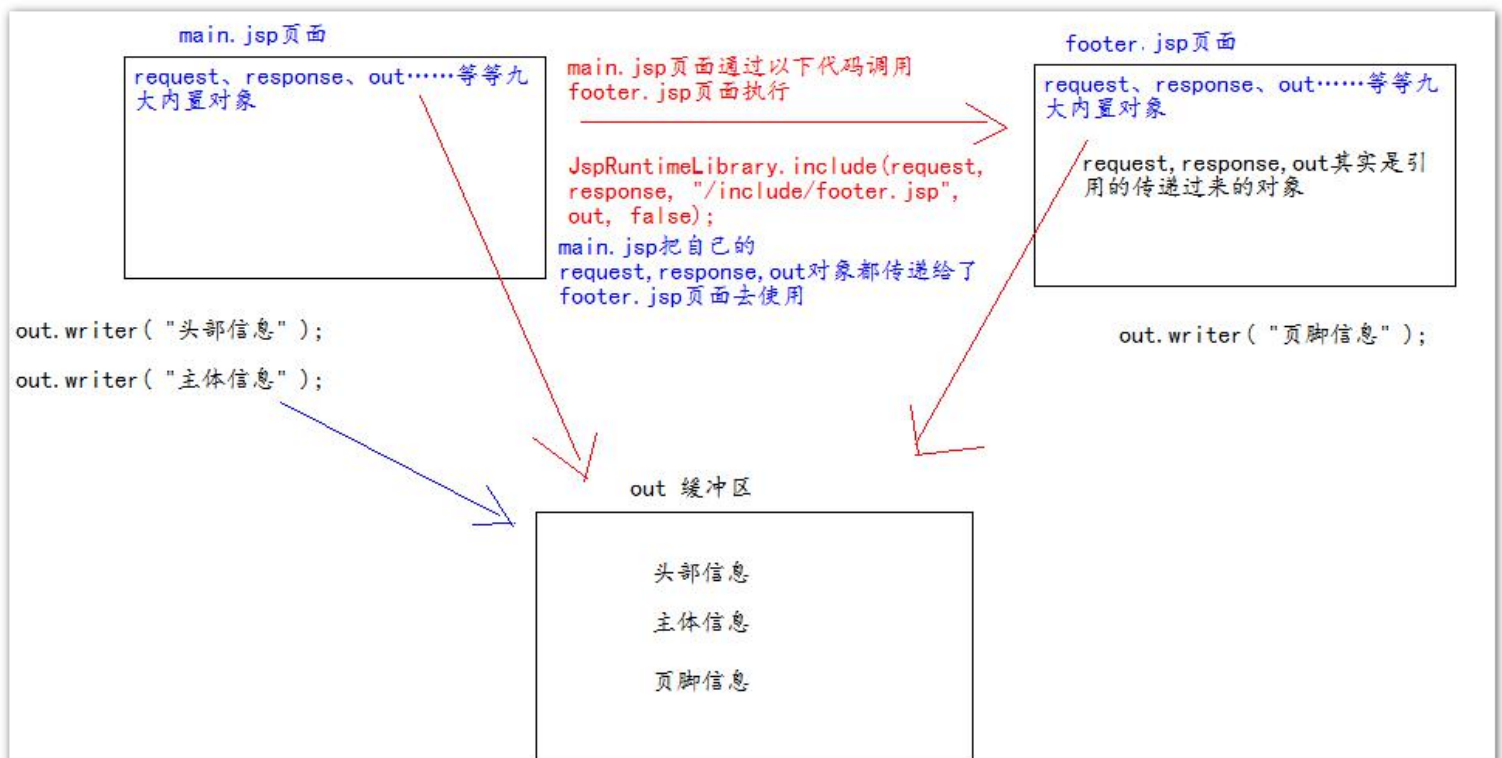 main.jsp页面
request、response、out……等等九
大内置对象
main.jsp页面通过以下代码调用
footer.jsp页面执行
JspRuntimeLibrary.include(request,
response, "/include/footer.jsp",
out, false);
main.jsp把自己的
request,response,out对象都传递给了
footer.jsp页面去使用
footer.jsp页面
request、response、out……等等九
大内置对象
request,response,out其实是引
用的传递过来的对象
out.writer( "头部信息" );
out.writer( "主体信息" );
out.writer( "页脚信息" );
out 缓冲区
头部信息
主体信息
页脚信息